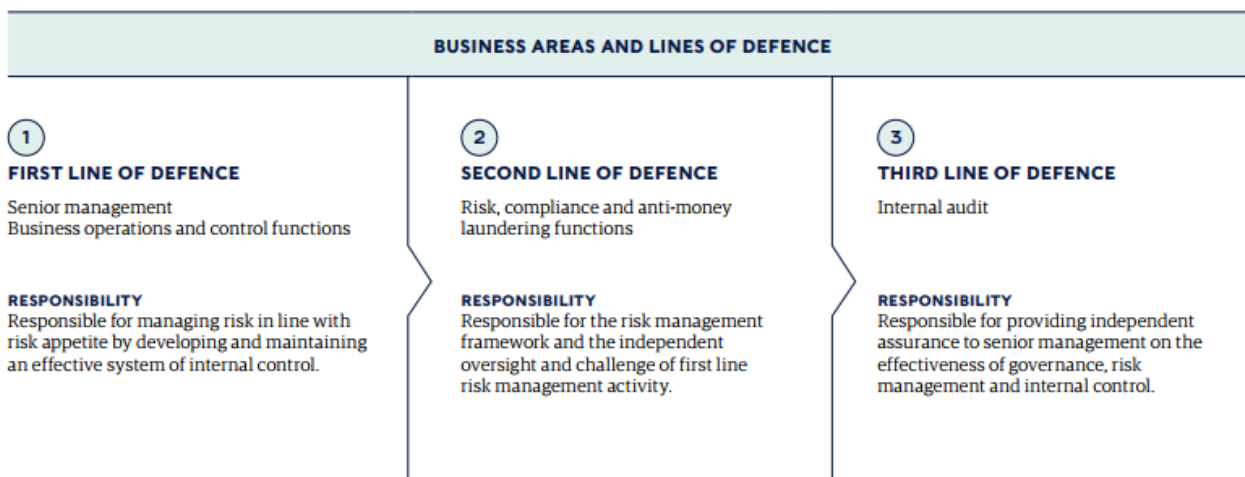 BUSINESS AREAS AND LINES OF DEFENCE
1
FIRST LINE OF DEFENCE
Senior management
Business operations and control functions
RESPONSIBILITY
Responsible for managing risk in line with
risk appetite by developing and maintaining
an effective system of internal control.
2
SECOND LINE OF DEFENCE
Risk, compliance and anti-money
laundering functions
RESPONSIBILITY
Responsible for the risk management
framework and the independent
oversight and challenge of first line
risk management activity.
3
THIRD LINE OF DEFENCE
Internal audit
RESPONSIBILITY
Responsible for providing independent
assurance to senior management on the
effectiveness of governance, risk
management and internal control.